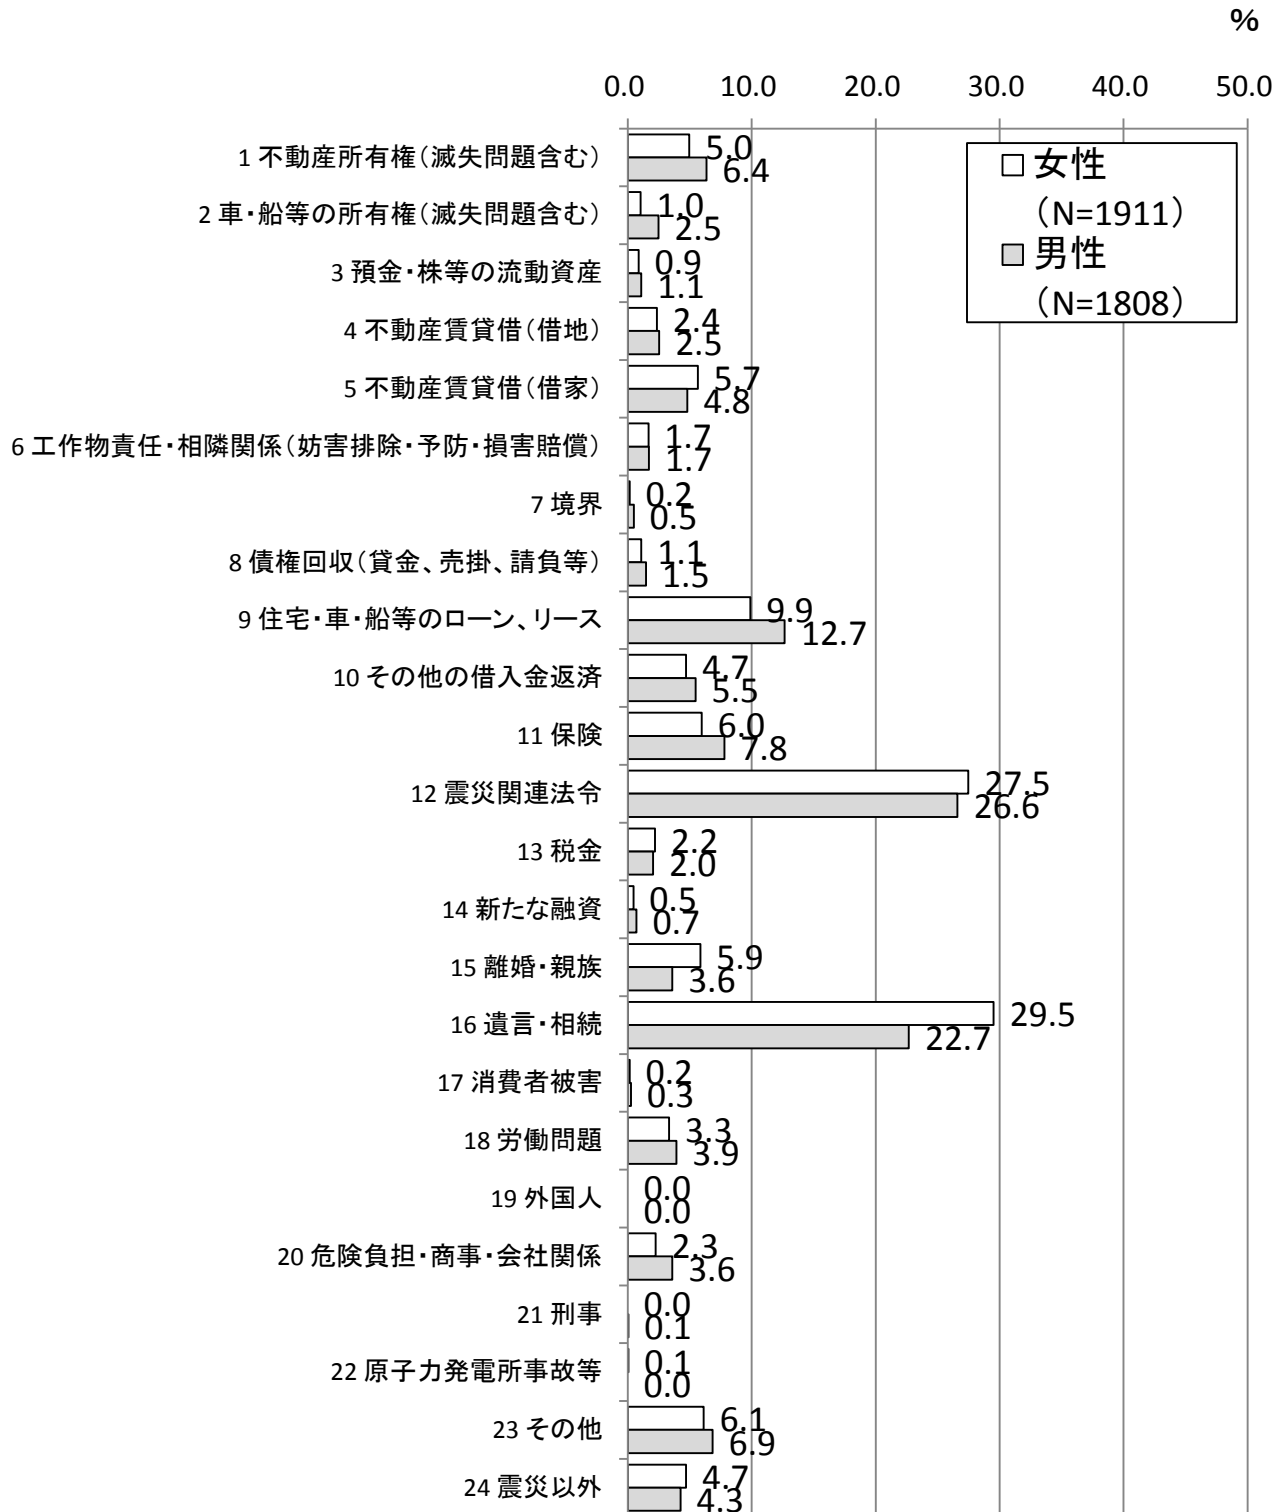 %
0.0 10.0 20.0 30.0 40.0 50.0
女性
（N=1911）
男性
（N=1808）
1 不動産所有権（滅失問題含む） 5.0
6.4
2 車・船等の所有権（滅失問題含む） 1.0
2.5
3 預金・株等の流動資産 0.9
1.1
4 不動産賃貸借（借地） 2.4
2.5
5 不動産賃貸借（借家） 5.7
4.8
6 工作物責任・相隣関係（妨害排除・予防・損害賠償） 1.7
1.7
7 境界 0.2
0.5
8 債権回収（貸金、売掛、請負等） 1.1
1.5
9 住宅・車・船等のローン、リース 9.9
12.7
10 その他の借入金返済 4.7
5.5
11 保険 6.0
7.8
12 震災関連法令 27.5
26.6
13 税金 2.2
2.0
14 新たな融資 0.5
0.7
15 離婚・親族 5.9
3.6
16 遺言・相続 29.5
22.7
17 消費者被害 0.2
0.3
18 労働問題 3.3
3.9
19 外国人 0.0
0.0
20 危険負担・商事・会社関係 2.3
3.6
21 刑事 0.0
0.1
22 原子力発電所事故等 0.1
0.0
23 その他 6.1
6.9
24 震災以外 4.7
4.3